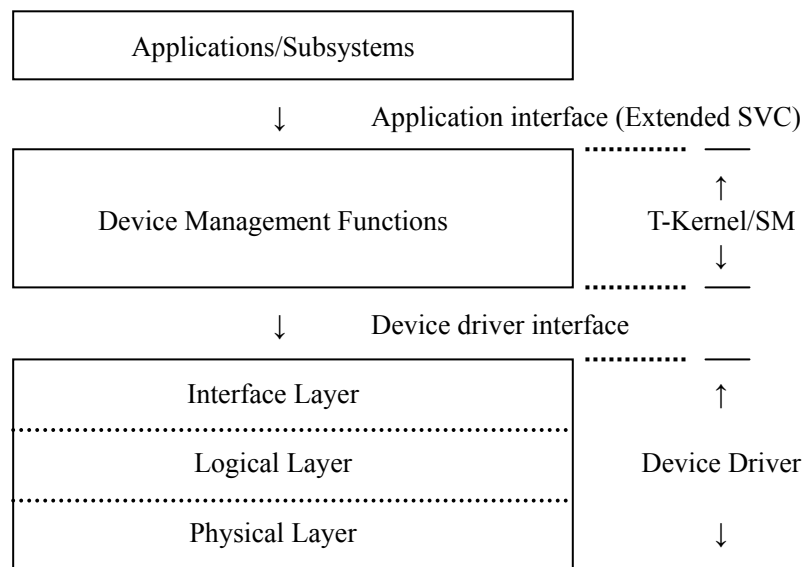 Applications/Subsystems
↓ Application interface (Extended SVC)
↑
Device Management Functions T-Kernel/SM
↓
↓ Device driver interface
Interface Layer ↑
Logical Layer Device Driver
Physical Layer ↓